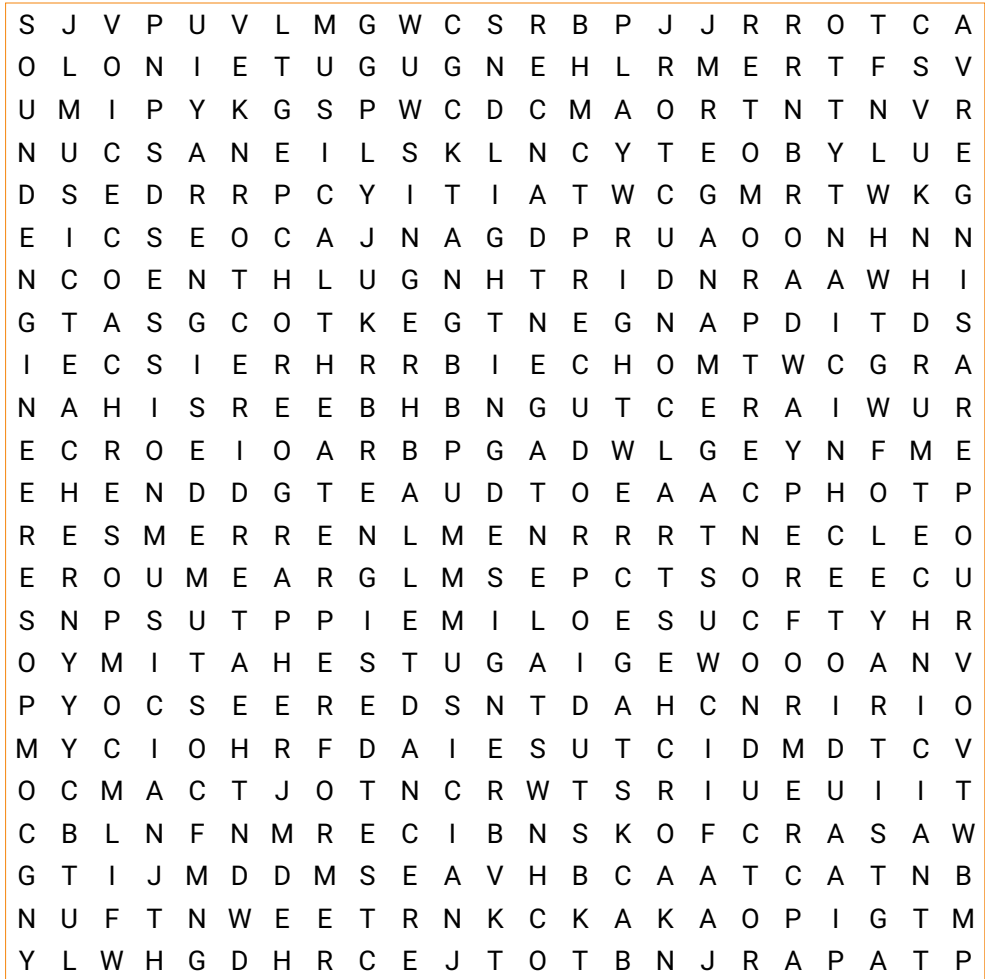 S J V P U V L M G W C S R B P J J R R O T C A
O L O N I E T U G U G N E H L R M E R T F S V
U M I P Y K G S P W C D C M A O R T N T N V R
N U C S A N E I L S K L N C Y T E O B Y L U E
D S E D R R P C Y I T I A T W C G M R T W K G
E I C S E O C A J N A G D P R U A O O N H N N
N C O E N T H L U G N H T R I D N R A A W H I
G T A S G C O T K E G T N E G N A P D I T D S
I E C S I E R H R R B I E C H O M T W C G R A
N A H I S R E E B H B N G U T C E R A I W U R
E C R O E I O A R B P G A D W L G E Y N F M E
E H E N D D G T E A U D T O E A A C P H O T P
R E S M E R R E N L M E N R R R T N E C L E O
E R O U M E A R G L M S E P C T S O R E E C U
S N P S U T P P I E M I L O E S U C F T Y H R
O Y M I T A H E S T U G A I G E W O O O A N V
P Y O C S E E R E D S N T D A H C N R I R I O
M Y C I O H R F D A I E S U T C I D M D T C V
O C M A C T J O T N C R W T S R I U E U I I T
C B L N F N M R E C I B N S K O F C R A S A W
G T I J M D D M S E A V H B C A A T C A T N B
N U F T N W E E T R N K C K A K A O P I G T M
Y L W H G D H R C E J T O T B N J R A P A T P